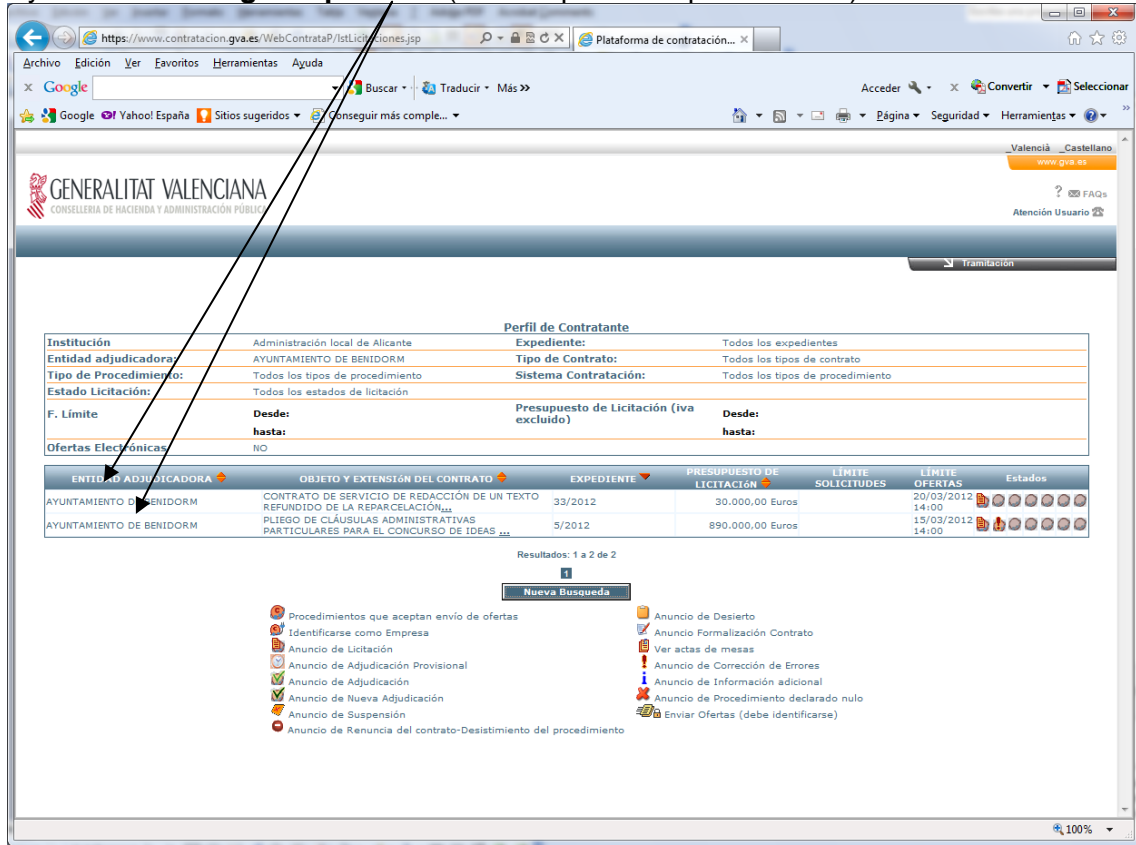 https://www.contratacion.gva.es/WebContrataP/lstLicitaciones.jsp
Plataforma de contratación...
Archivo Edición Ver Favoritos Herramientas Ayuda
x Google Buscar Traducir Más >> Acceder x Convertir Seleccionar
Google Yahoo! España Sitios sugeridos Conseguir más comple... Página Seguridad Herramientas
_Valencià _Castellano
www.gva.es
GENERALITAT VALENCIANA
CONSELLERIA DE HACIENDA Y ADMINISTRACIÓN PÚBLICA
? FAQs
Atención Usuario
Tramitación
Perfil de Contratante
Institución Administración local de Alicante Expediente: Todos los expedientes
Entidad adjudicadora: AYUNTAMIENTO DE BENIDORM Tipo de Contrato: Todos los tipos de contrato
Tipo de Procedimiento: Todos los tipos de procedimiento Sistema Contratación: Todos los tipos de procedimiento
Estado Licitación: Todos los estados de licitación
F. Límite Desde: Presupuesto de Licitación (iva excluido) Desde:
hasta: hasta:
Ofertas Electrónicas NO
ENTIDAD ADJUDICADORA OBJETO Y EXTENSIóN DEL CONTRATO EXPEDIENTE PRESUPUESTO DE LICITACIóN LÍMITE SOLICITUDES LÍMITE OFERTAS Estados
AYUNTAMIENTO DE BENIDORM CONTRATO DE SERVICIO DE REDACCIÓN DE UN TEXTO REFUNDIDO DE LA REPARCELACIÓN... 33/2012 30.000,00 Euros 20/03/2012 14:00
AYUNTAMIENTO DE BENIDORM PLIEGO DE CLÁUSULAS ADMINISTRATIVAS PARTICULARES PARA EL CONCURSO DE IDEAS ... 5/2012 890.000,00 Euros 15/03/2012 14:00
Resultados: 1 a 2 de 2
1
Nueva Busqueda
Procedimientos que aceptan envío de ofertas
Identificarse como Empresa
Anuncio de Licitación
Anuncio de Adjudicación Provisional
Anuncio de Adjudicación
Anuncio de Nueva Adjudicación
Anuncio de Suspensión
Anuncio de Renuncia del contrato-Desistimiento del procedimiento
Anuncio de Desierto
Anuncio Formalización Contrato
Ver actas de mesas
Anuncio de Corrección de Errores
Anuncio de Información adicional
Anuncio de Procedimiento declarado nulo
Enviar Ofertas (debe identificarse)
100%